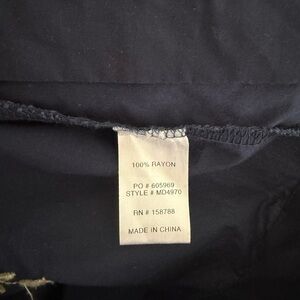 100% RAYON
PO # 605969
STYLE # MD4970
RN # 158788
MADE IN CHINA